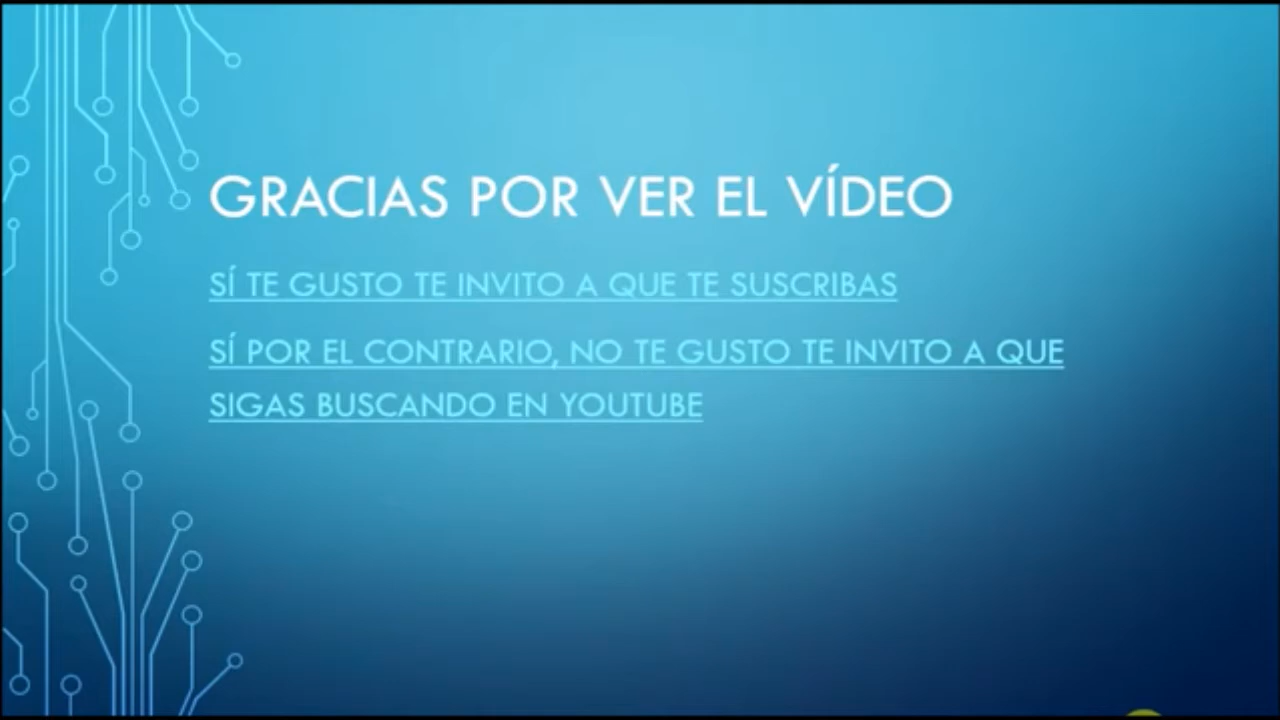 GRACIAS POR VER EL VÍDEO
SÍ TE GUSTO TE INVITO A QUE TE SUSCRIBAS
SÍ POR EL CONTRARIO, NO TE GUSTO TE INVITO A QUE
SIGAS BUSCANDO EN YOUTUBE